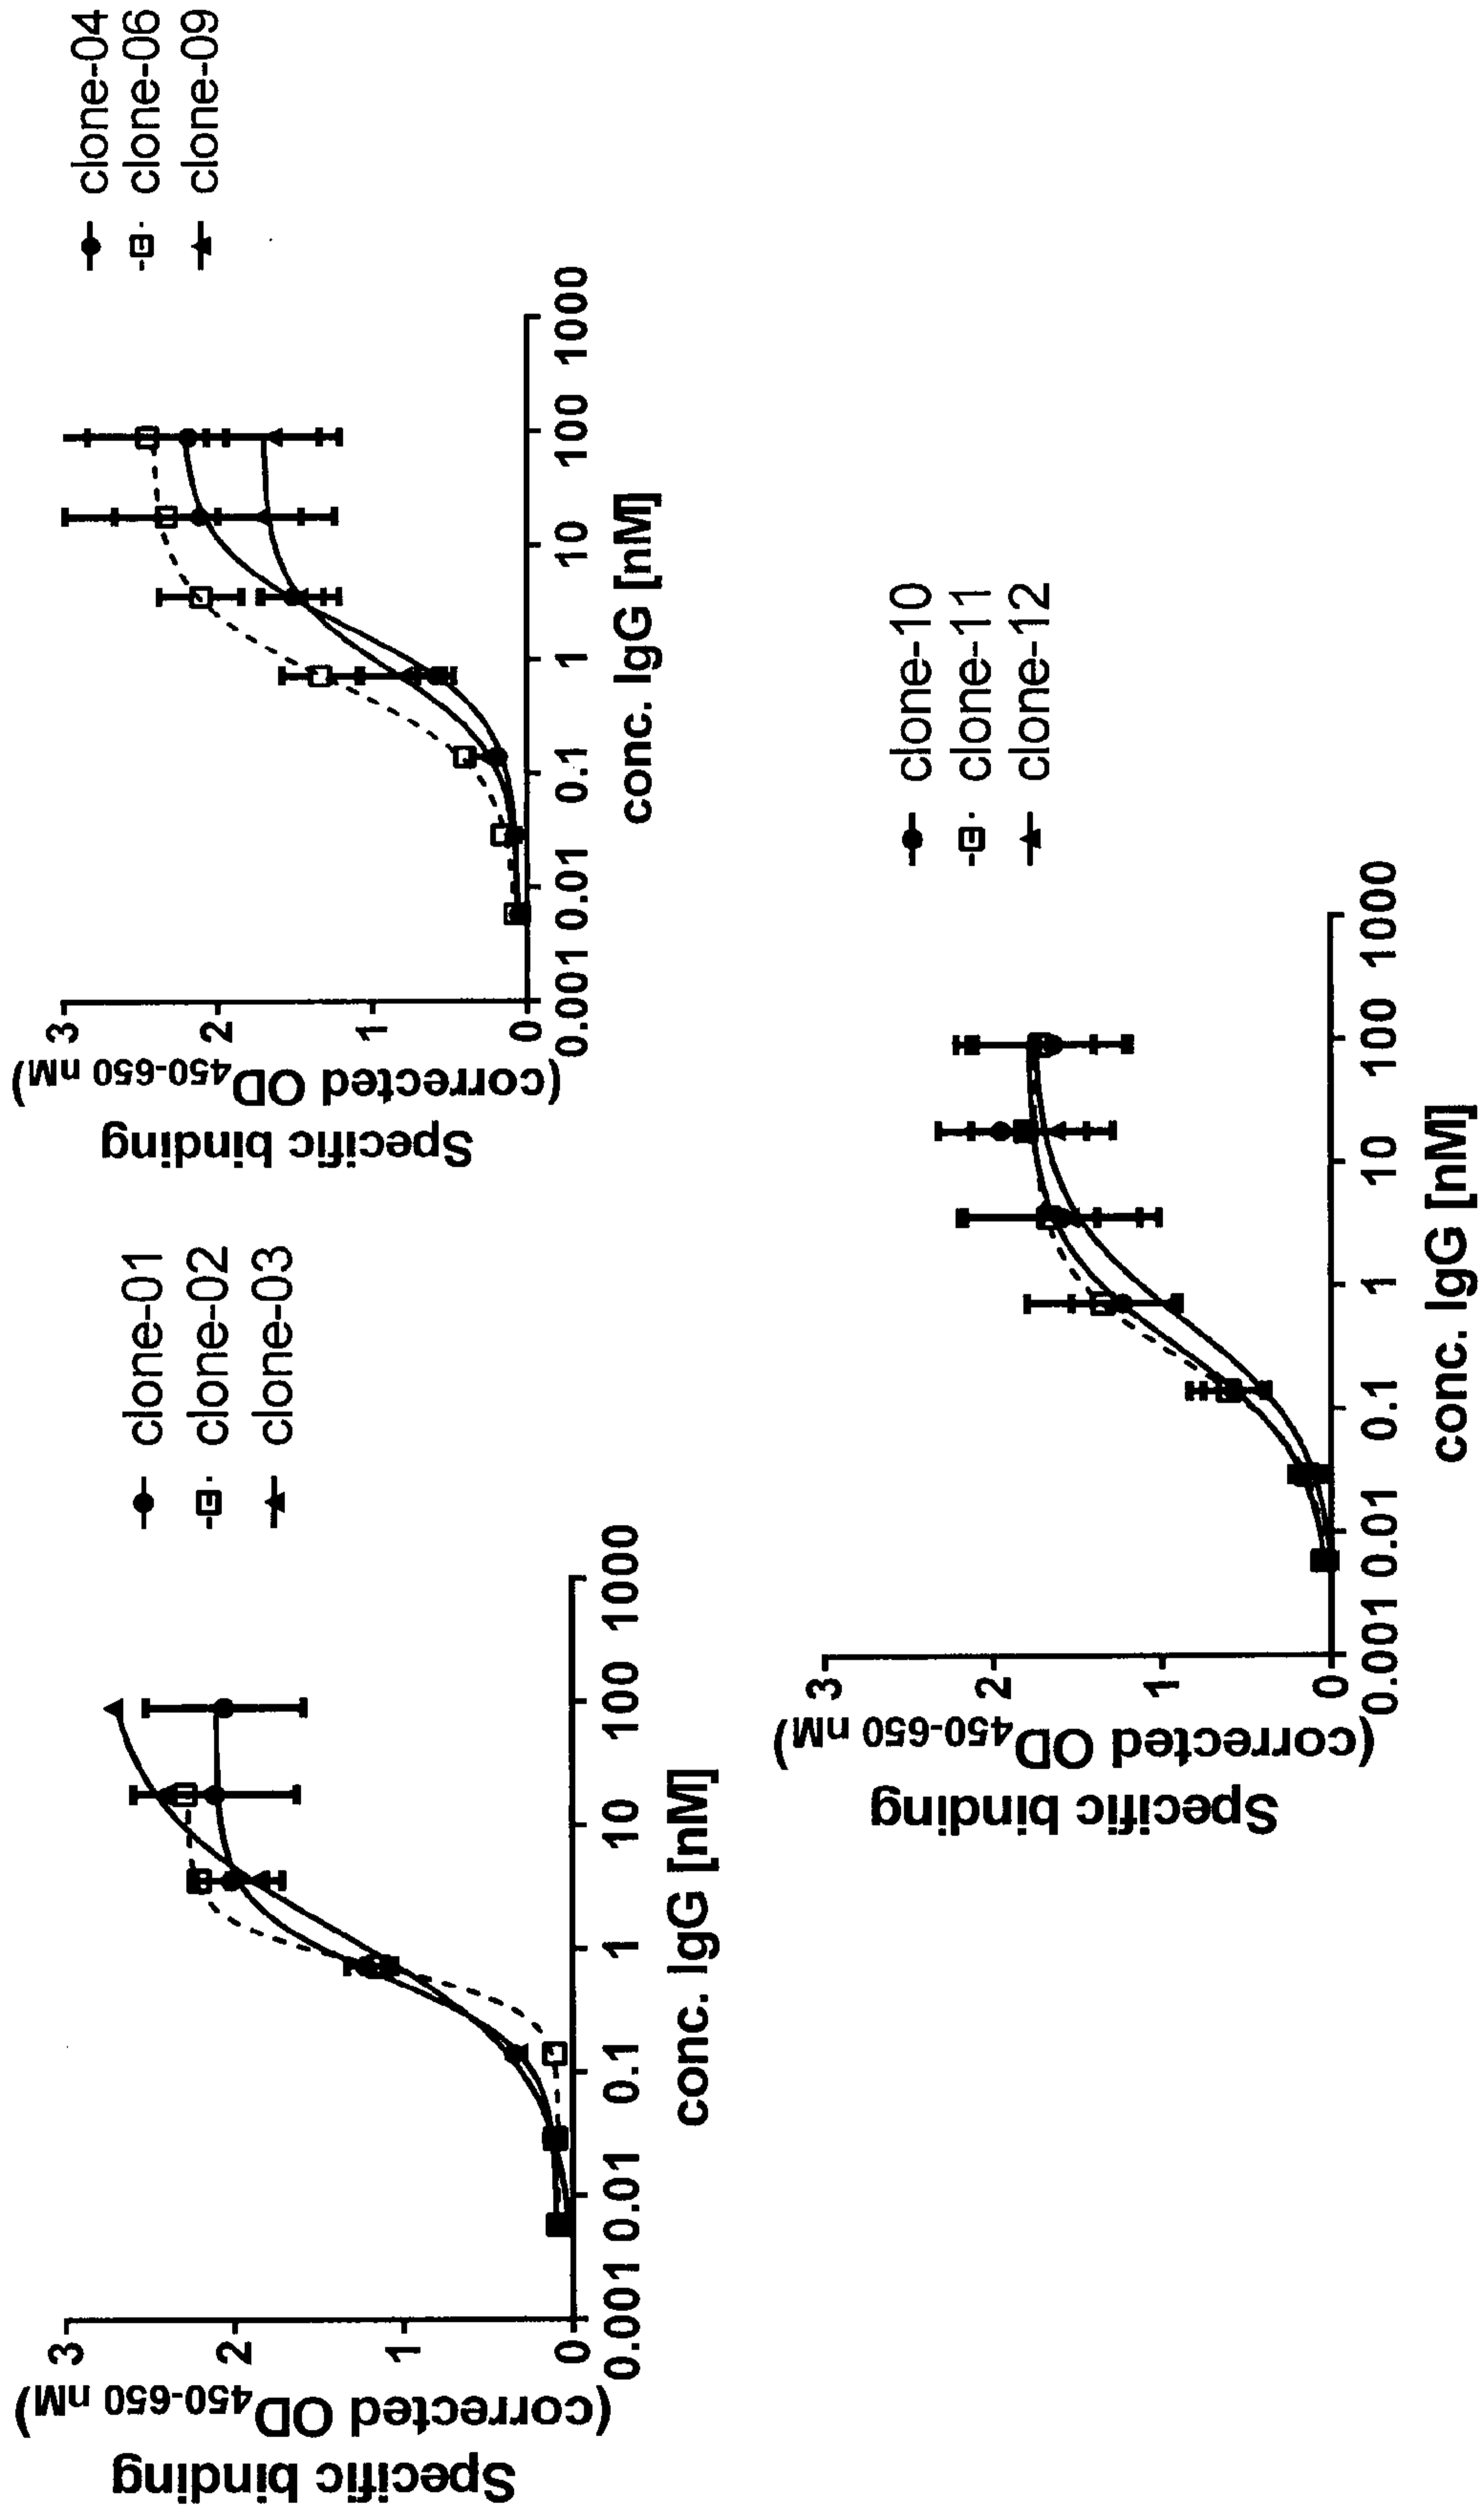 Specific binding
(corrected OD450-650 nM)
3
2
1
0
0.001 0.01 0.1 1 10 100 1000
conc. IgG [nM]
clone-01
clone-02
clone-03
Specific binding
(corrected OD450-650 nM)
3
2
1
0
0.001 0.01 0.1 1 10 100 1000
conc. IgG [nM]
clone-04
clone-06
clone-09
Specific binding
(corrected OD450-650 nM)
3
2
1
0
0.001 0.01 0.1 1 10 100 1000
conc. IgG [nM]
clone-10
clone-11
clone-12